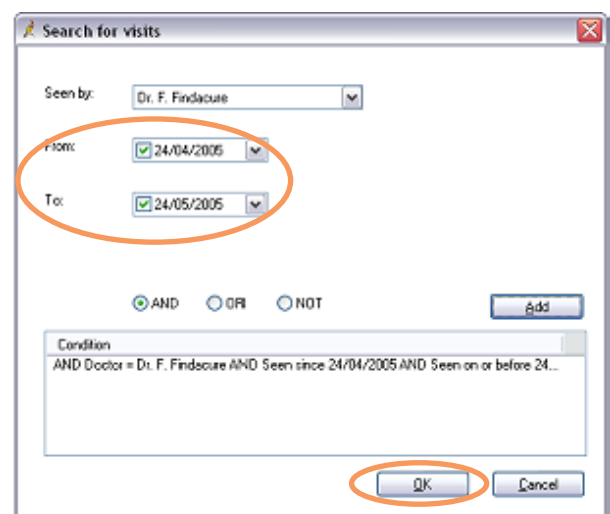 Search for visits
Seen by: Dr. F. Findacure
From: 24/04/2005
To: 24/05/2005
AND OR NOT
Add
Condition
AND Doctor = Dr. F. Findacure AND Seen since 24/04/2005 AND Seen on or before 24...
OK Cancel